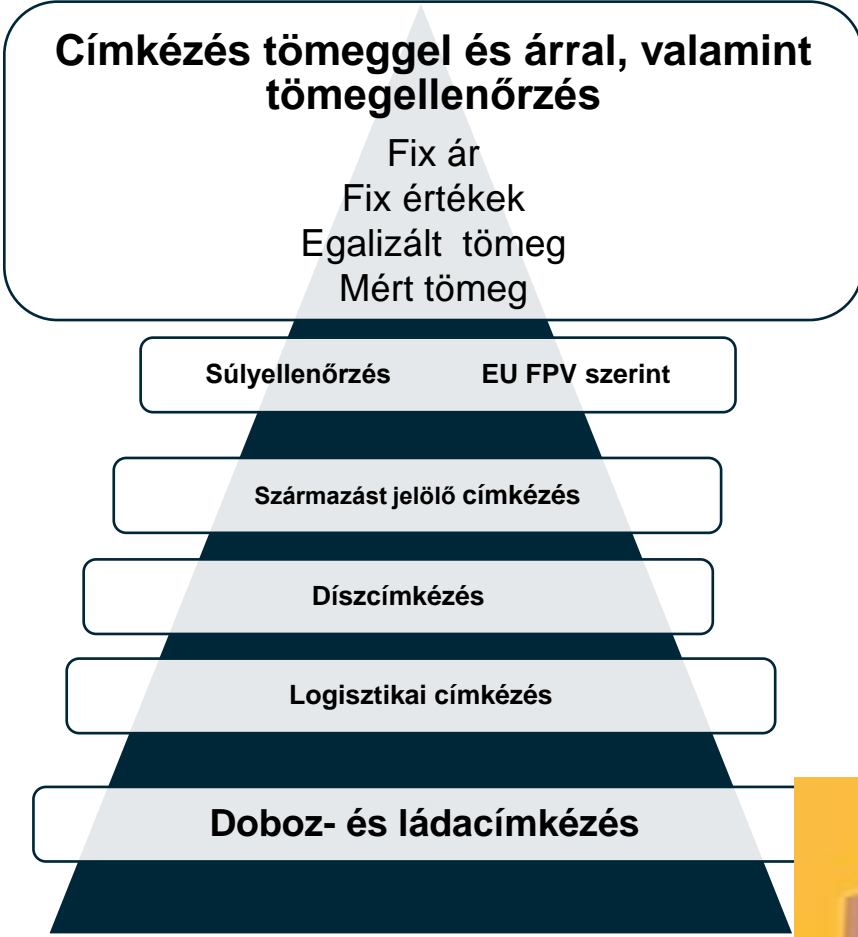 Címkézés tömeggel és árral, valamint
tömegellenőrzés
Fix ár
Fix értékek
Egalizált tömeg
Mért tömeg
Súlyellenőrzés EU FPV szerint
Származást jelölő címkézés
Díszcímkézés
Logisztikai címkézés
Doboz- és ládacímkézés